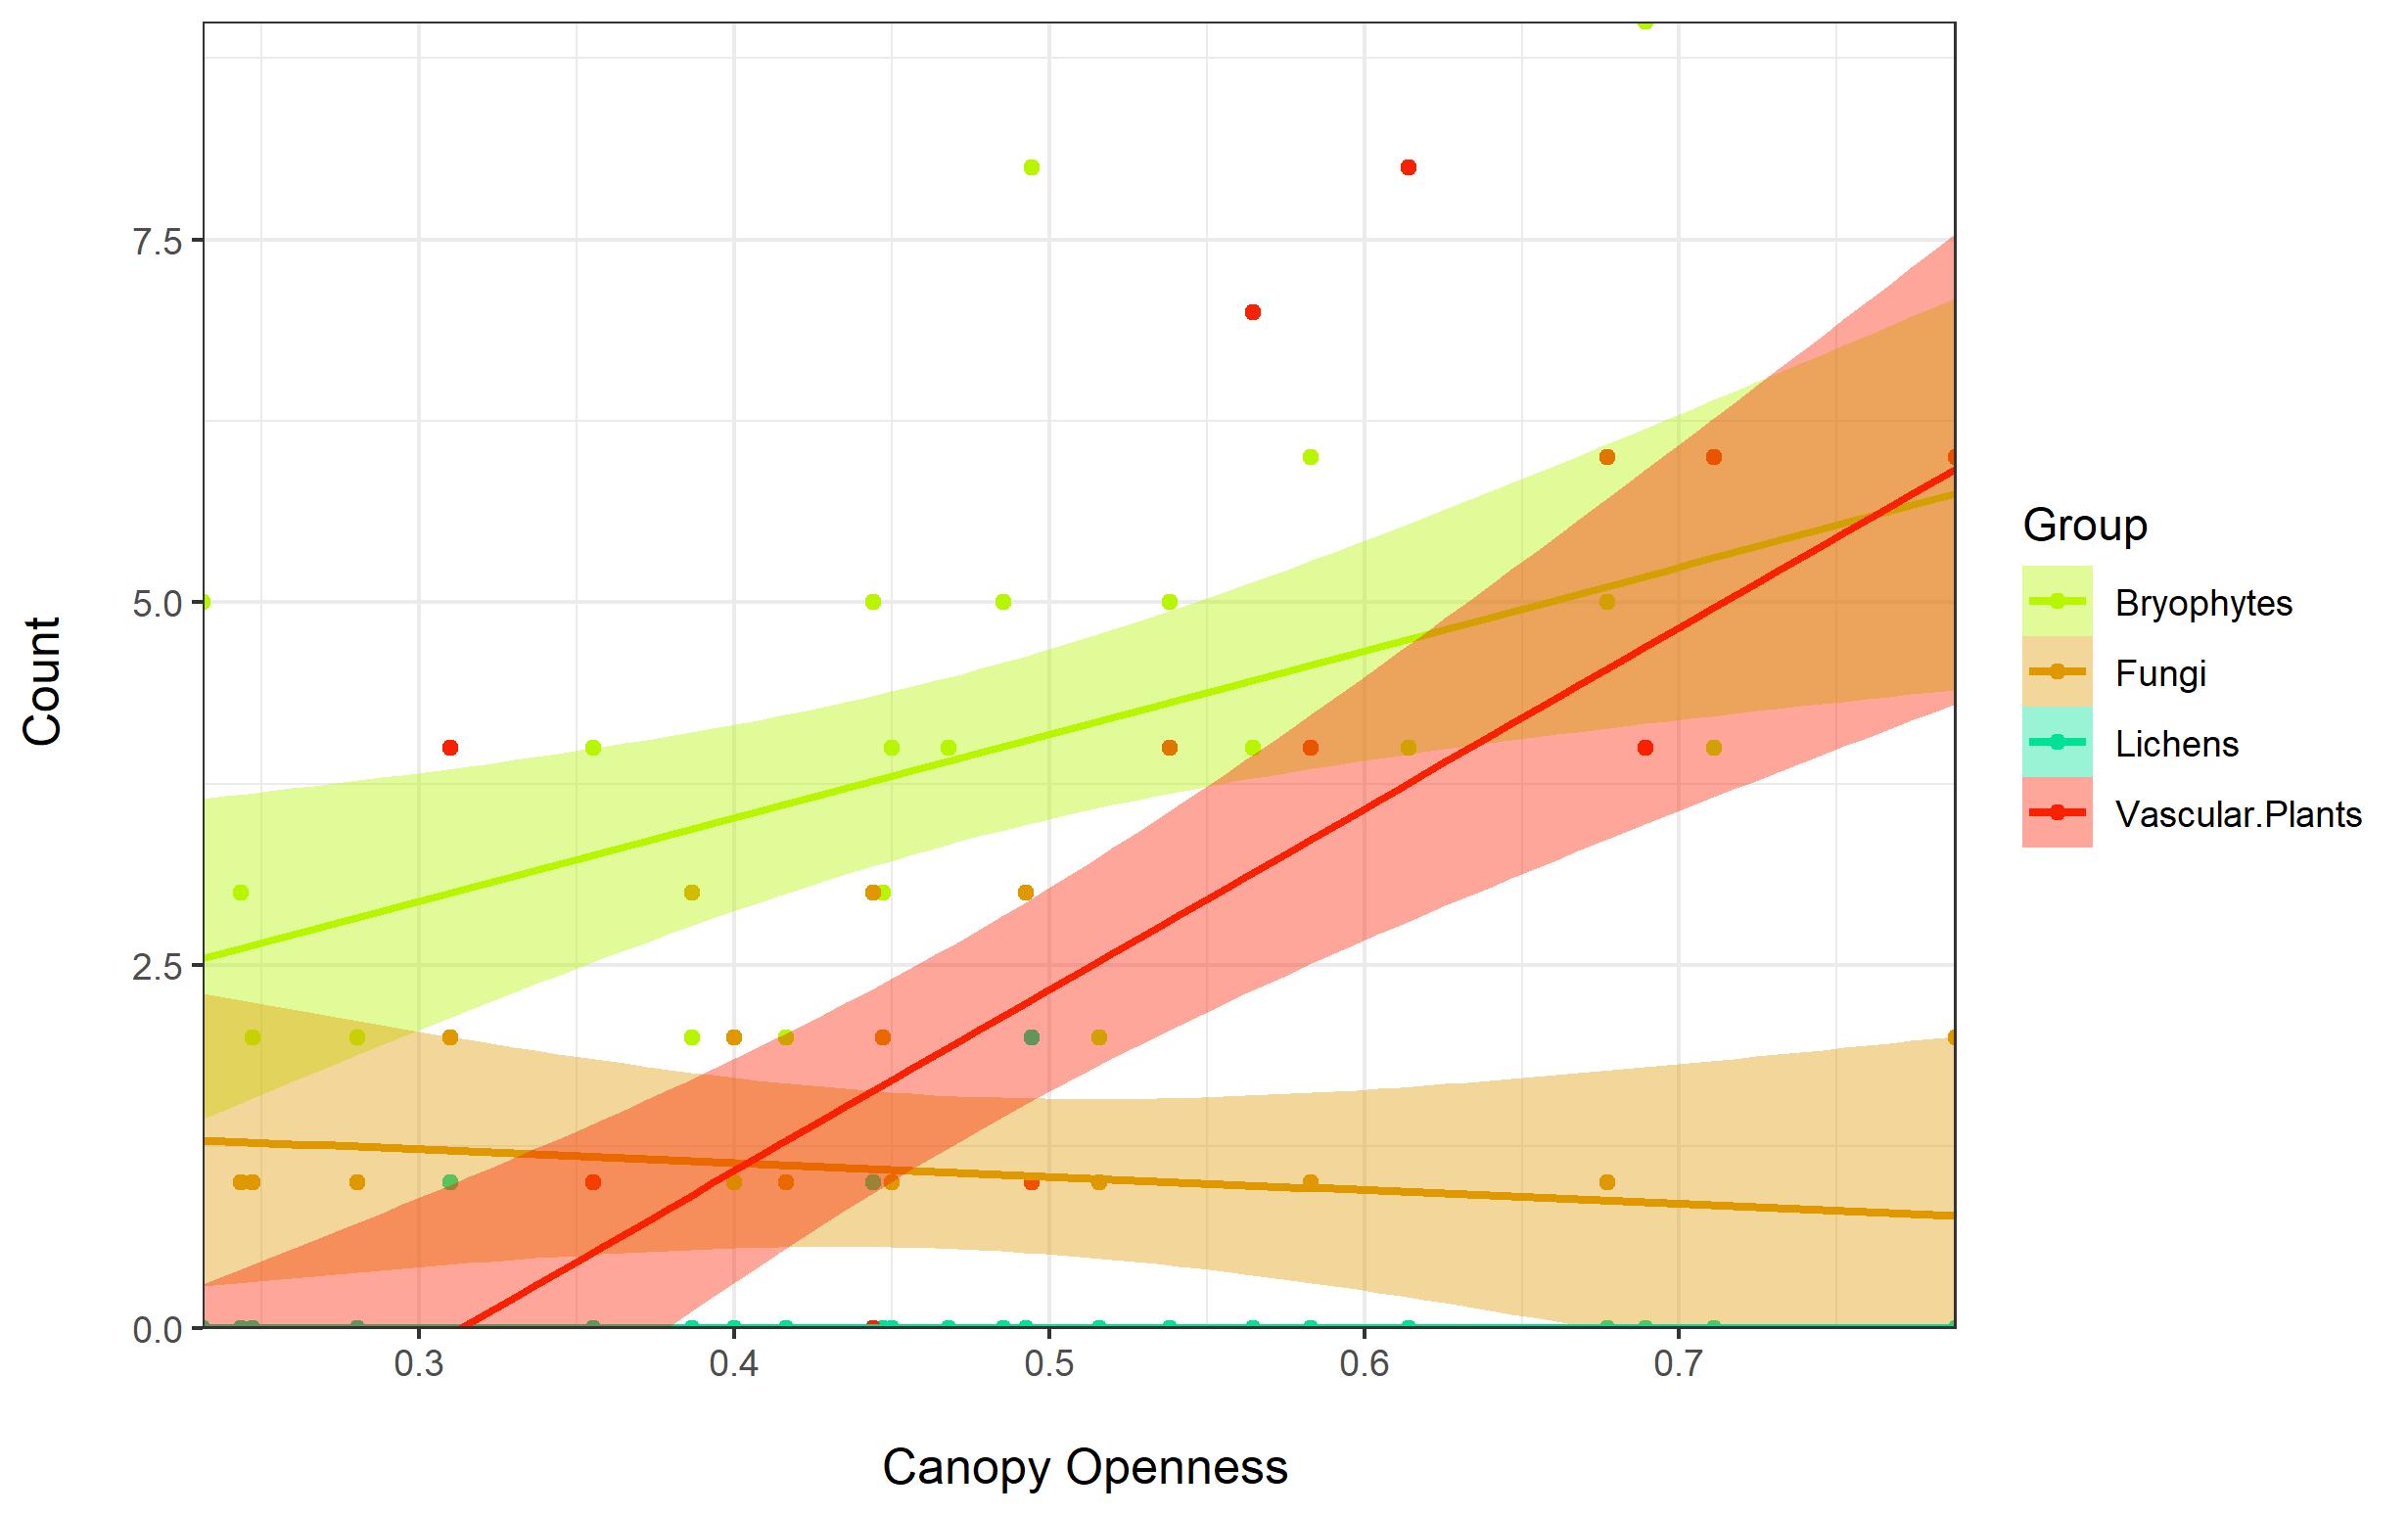 Count
7.5
5.0
2.5
0.0
0.3 0.4 0.5 0.6 0.7
Canopy Openness
Group
Bryophytes
Fungi
Lichens
Vascular.Plants